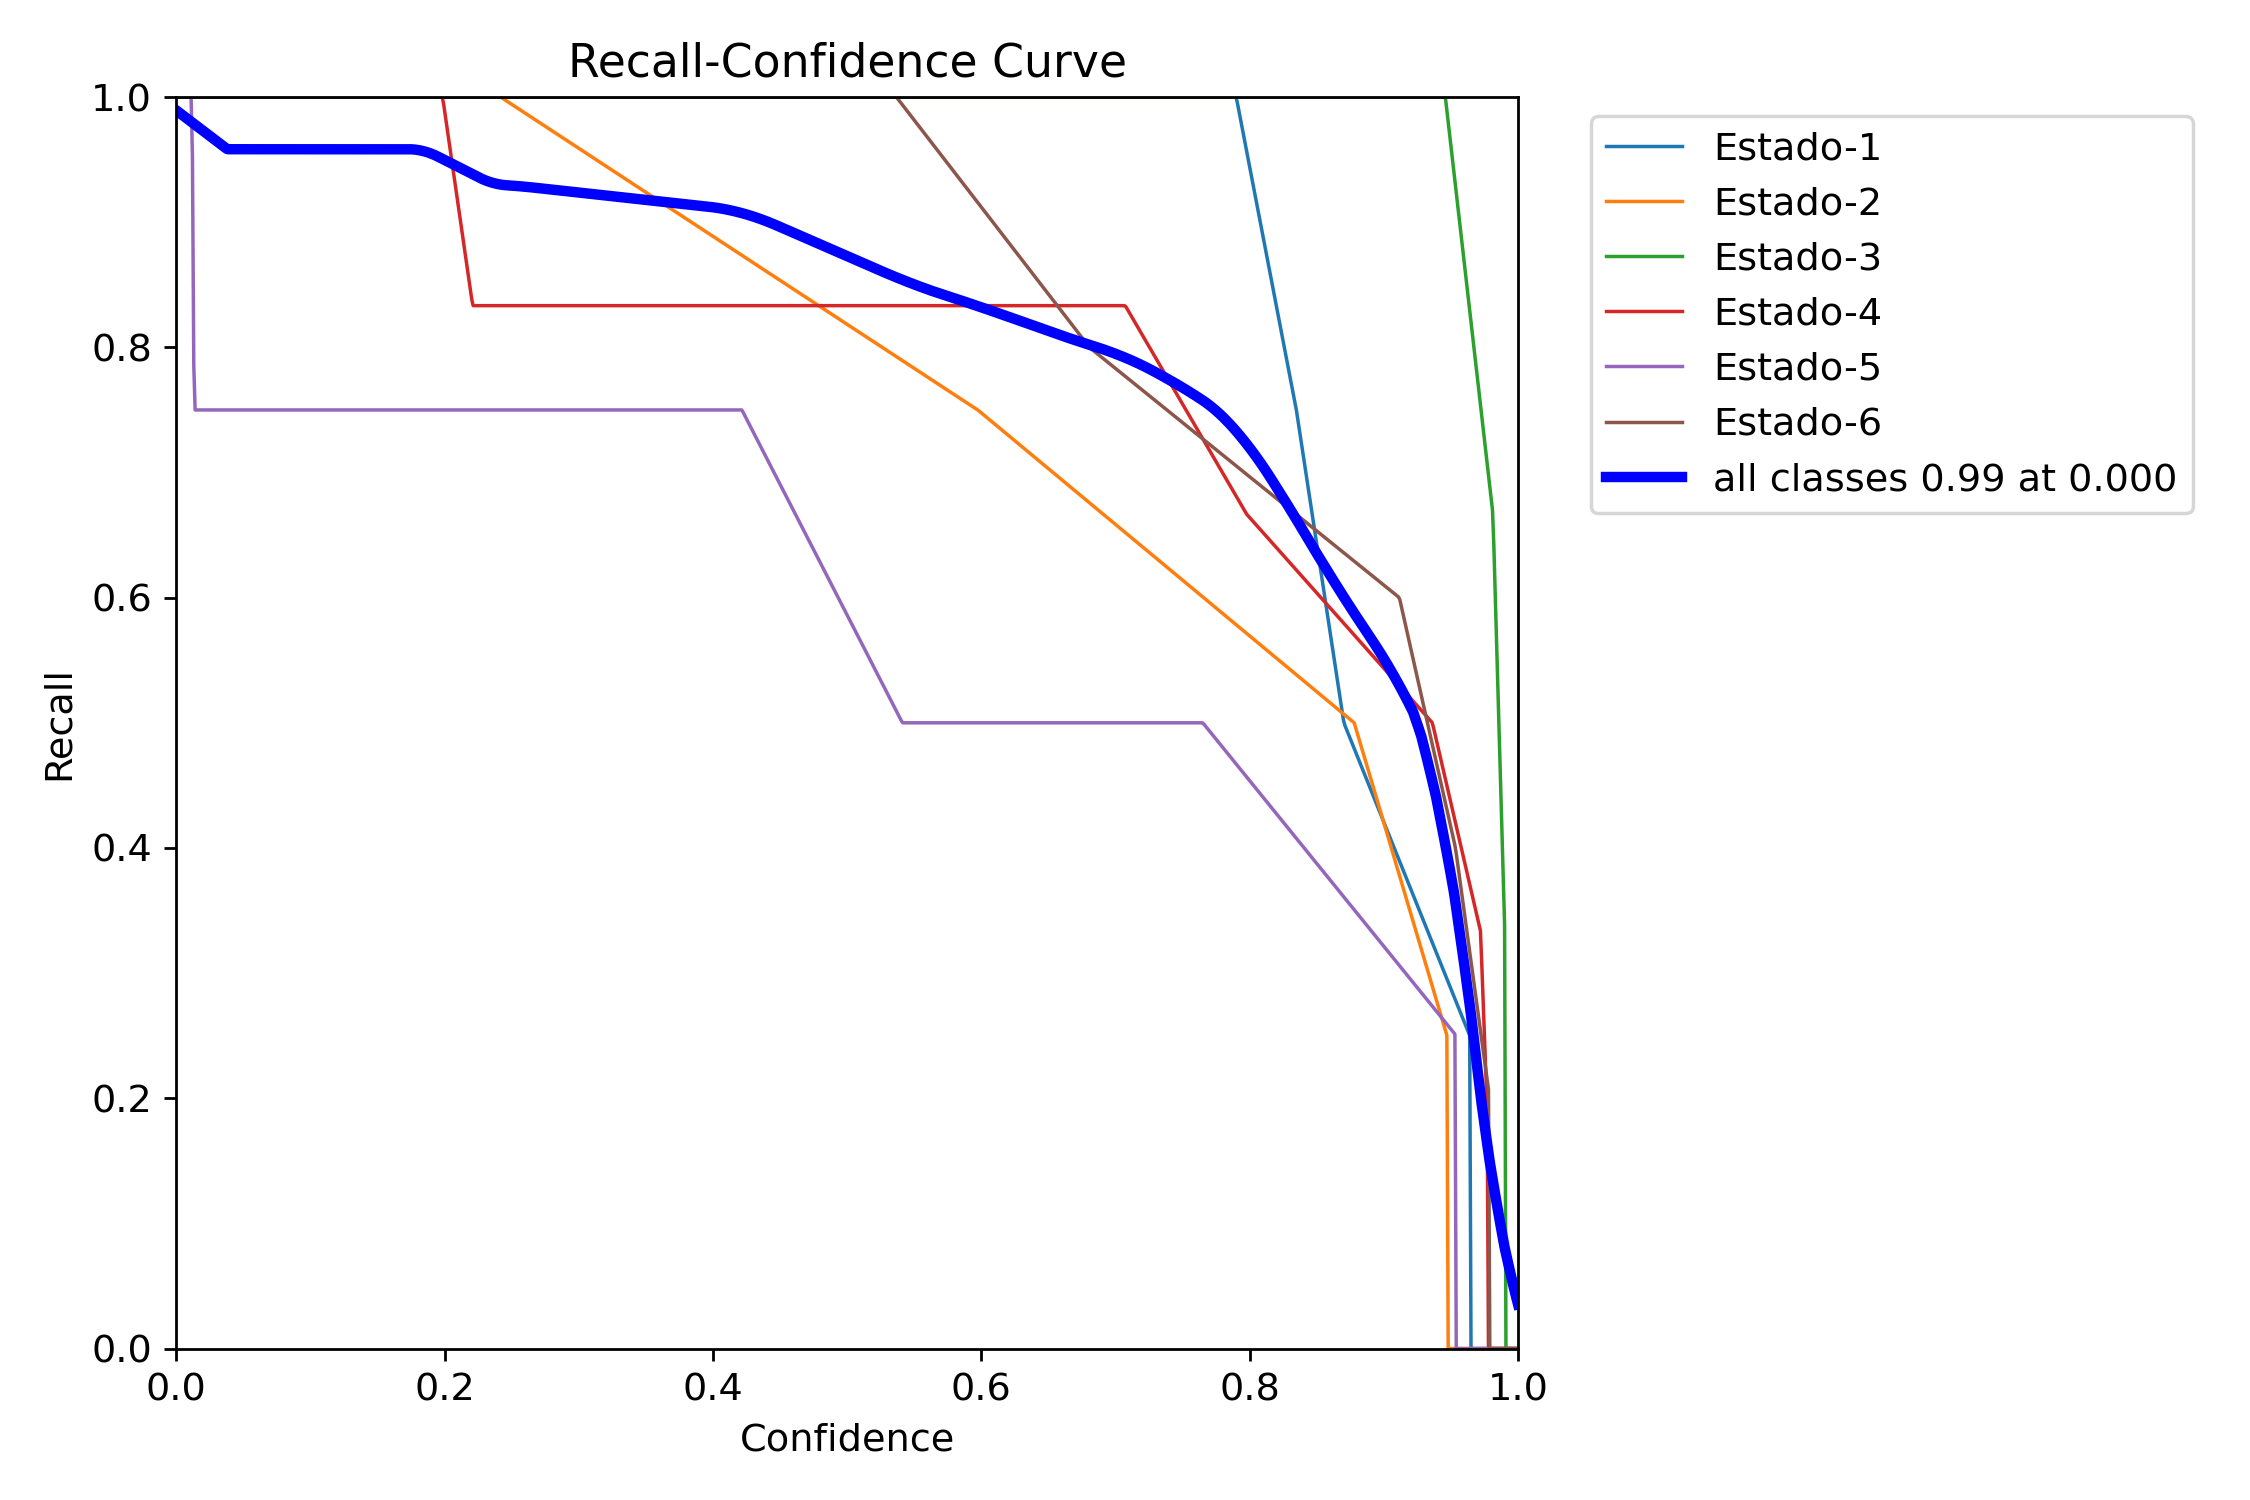 Recall-Confidence Curve
1.0
0.8
0.6
0.4
0.2
0.0
Recall
0.0 0.2 0.4 0.6 0.8 1.0
Confidence
Estado-1
Estado-2
Estado-3
Estado-4
Estado-5
Estado-6
all classes 0.99 at 0.000